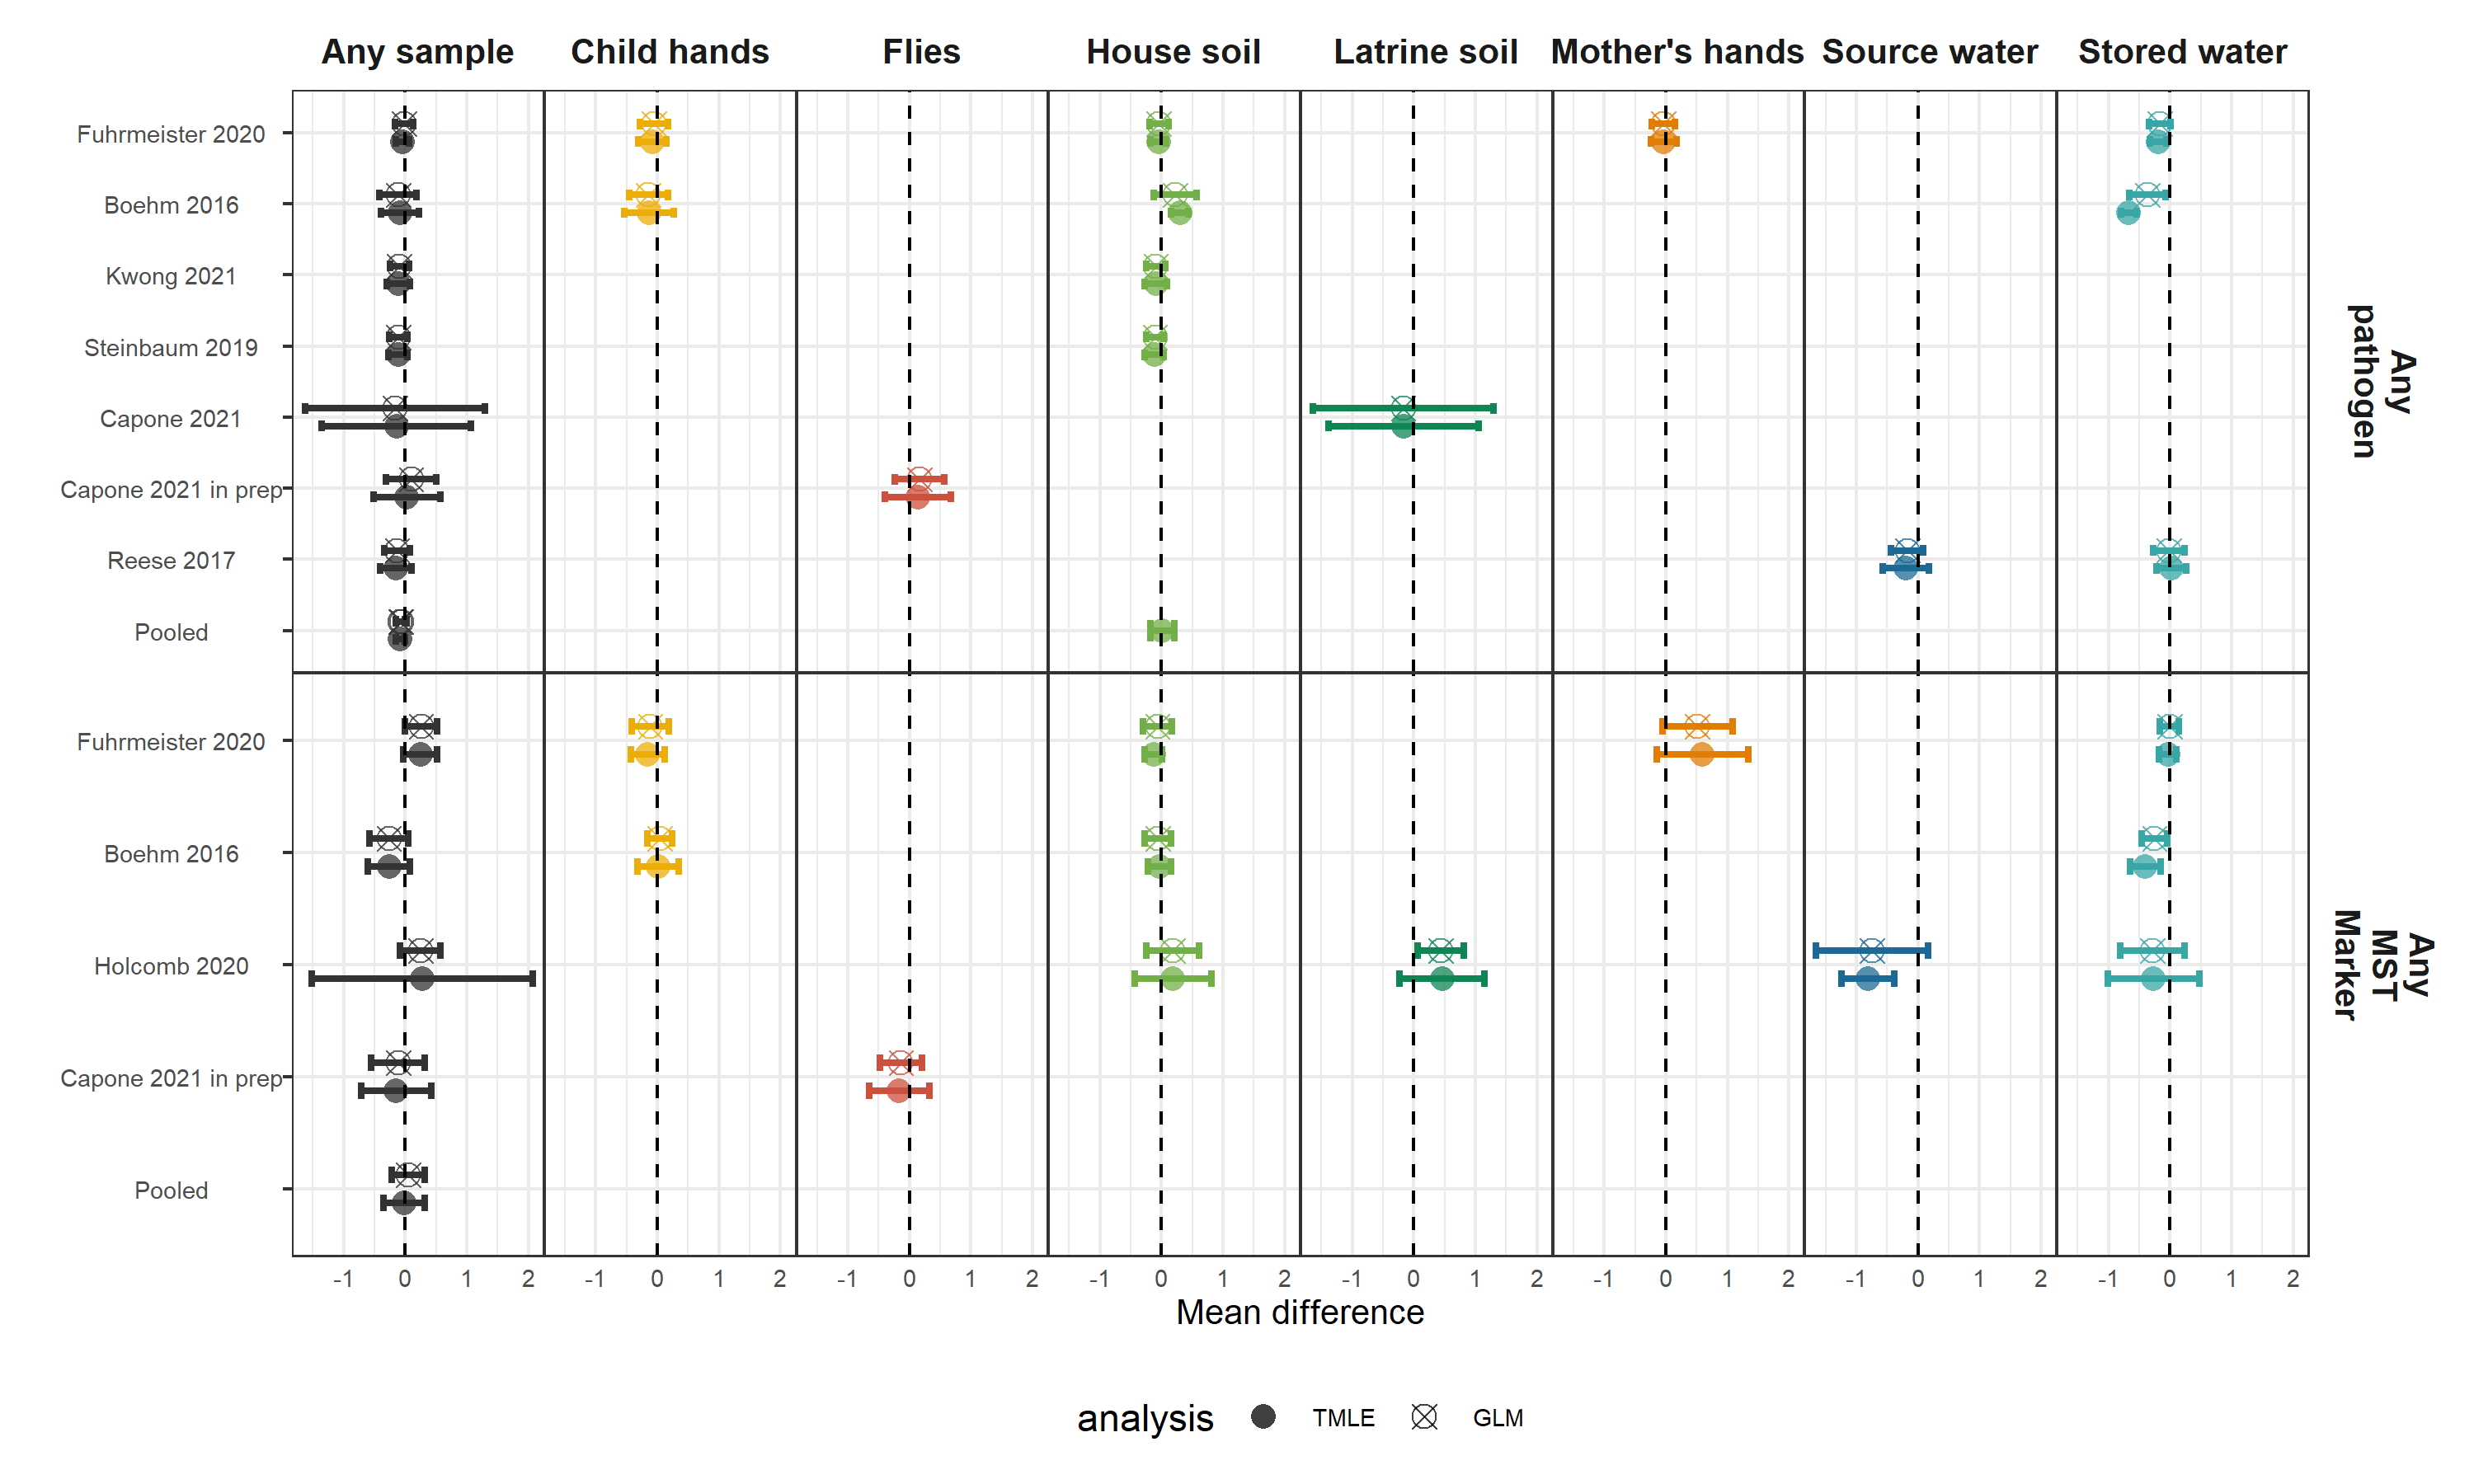 Any sample Child hands Flies House soil Latrine soil Mother's hands Source water Stored water
Fuhrmeister 2020
Boehm 2016
Kwong 2021
Steinbaum 2019
Capone 2021
Capone 2021 in prep
Reese 2017
Pooled
Any
pathogen
Fuhrmeister 2020
Boehm 2016
Holcomb 2020
Capone 2021 in prep
Pooled
Any
MST
Marker
-1 0 1 2 -1 0 1 2 -1 0 1 2 -1 0 1 2 -1 0 1 2 -1 0 1 2 -1 0 1 2 -1 0 1 2
Mean difference
analysis TMLE GLM